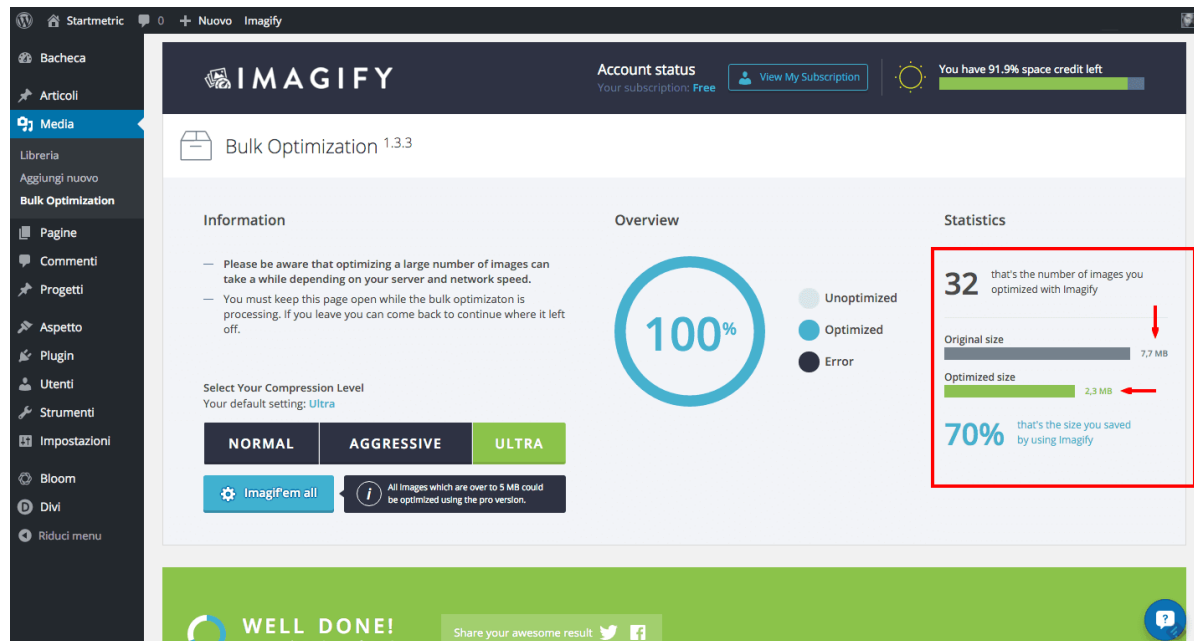 Startmetric
0
Nuovo
Imagify
Bacheca
Articoli
Media
Libreria
Aggiungi nuovo
Bulk Optimization
Pagine
Commenti
Progetti
Aspetto
Plugin
Utenti
Strumenti
Impostazioni
Bloom
Divi
Riduci menu
IMAGIFY
Account status
Your subscription: Free
View My Subscription
You have 91.9% space credit left
Bulk Optimization 1.3.3
Information
— Please be aware that optimizing a large number of images can
take a while depending on your server and network speed.
— You must keep this page open while the bulk optimizaton is
processing. If you leave you can come back to continue where it left
off.
Select Your Compression Level
Your default setting: Ultra
NORMAL
AGGRESSIVE
ULTRA
Imagif'em all
All Images which are over to 5 MB could
be optimized using the pro version.
Overview
100%
Unoptimized
Optimized
Error
Statistics
32
that's the number of images you
optimized with Imagify
Original size
7,7 MB
Optimized size
2,3 MB
70%
that's the size you saved
by using Imagify
WELL DONE!
Share your awesome result